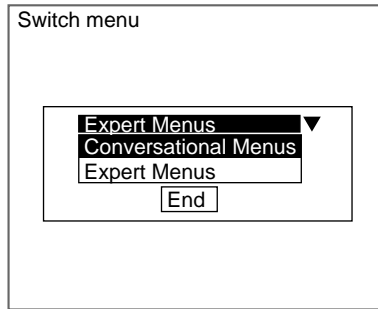 Switch menu
Expert Menus ▼
Conversational Menus
Expert Menus
End